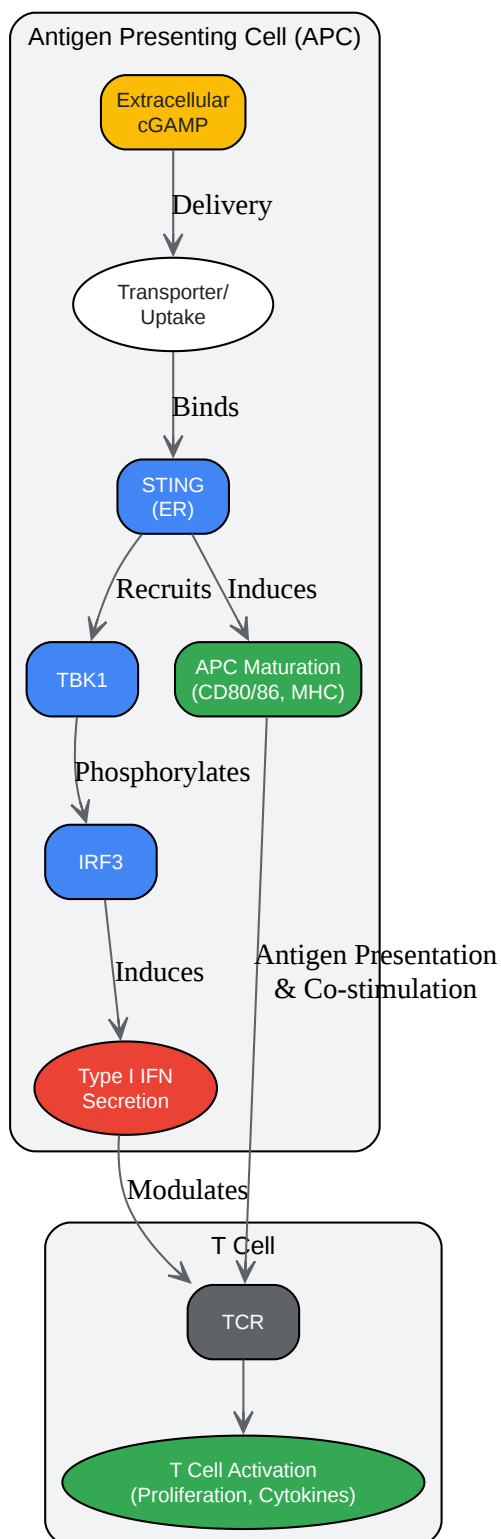 Antigen Presenting Cell (APC)
Extracellular
cGAMP
Delivery
Transporter/
Uptake
Binds
STING
(ER)
Recruits
Induces
TBK1
APC Maturation
(CD80/86, MHC)
Phosphorylates
IRF3
Antigen Presentation
& Co-stimulation
Induces
Type I IFN
Secretion
Modulates
T Cell
TCR
T Cell Activation
(Proliferation, Cytokines)